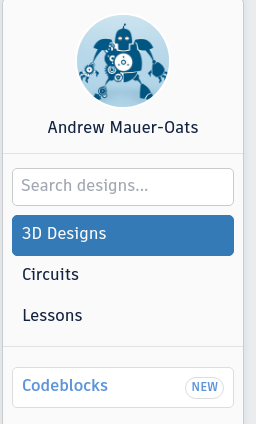 Andrew Mauer-Oats
Search designs...
3D Designs
Circuits
Lessons
Codeblocks NEW